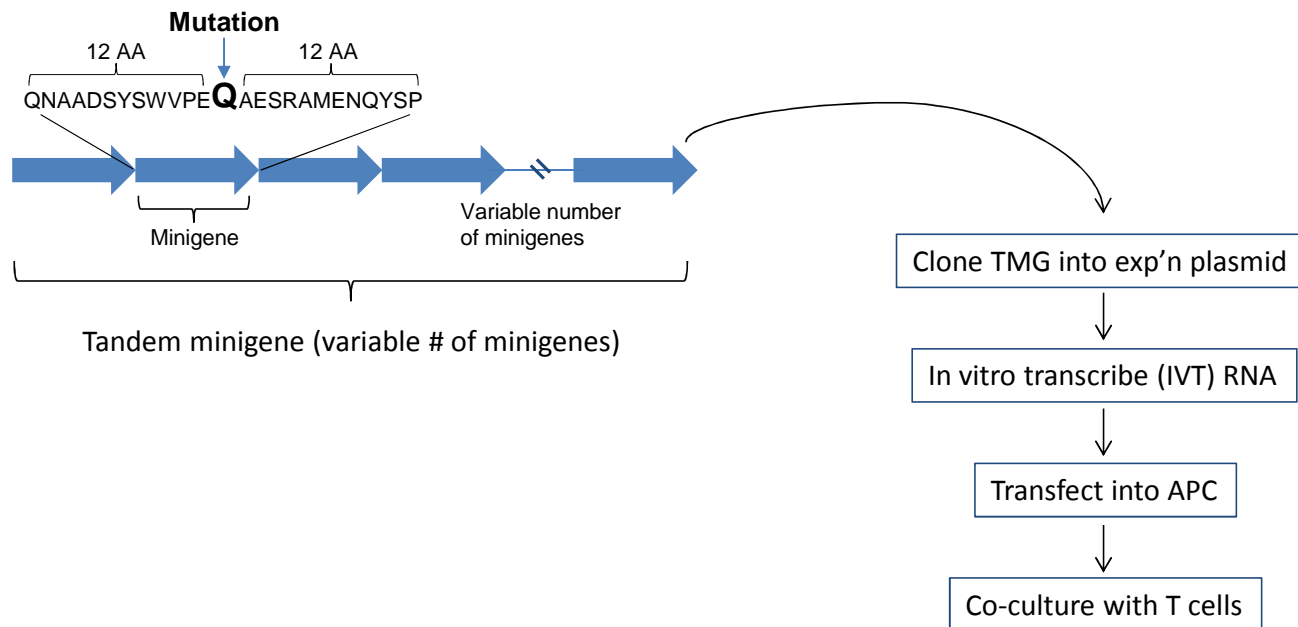 Mutation
12 AA
12 AA
QNAADSYSWVPEQAESRAMENQYSP
Minigene
Variable number
of minigenes
Tandem minigene (variable # of minigenes)
Clone TMG into exp’n plasmid
In vitro transcribe (IVT) RNA
Transfect into APC
Co-culture with T cells